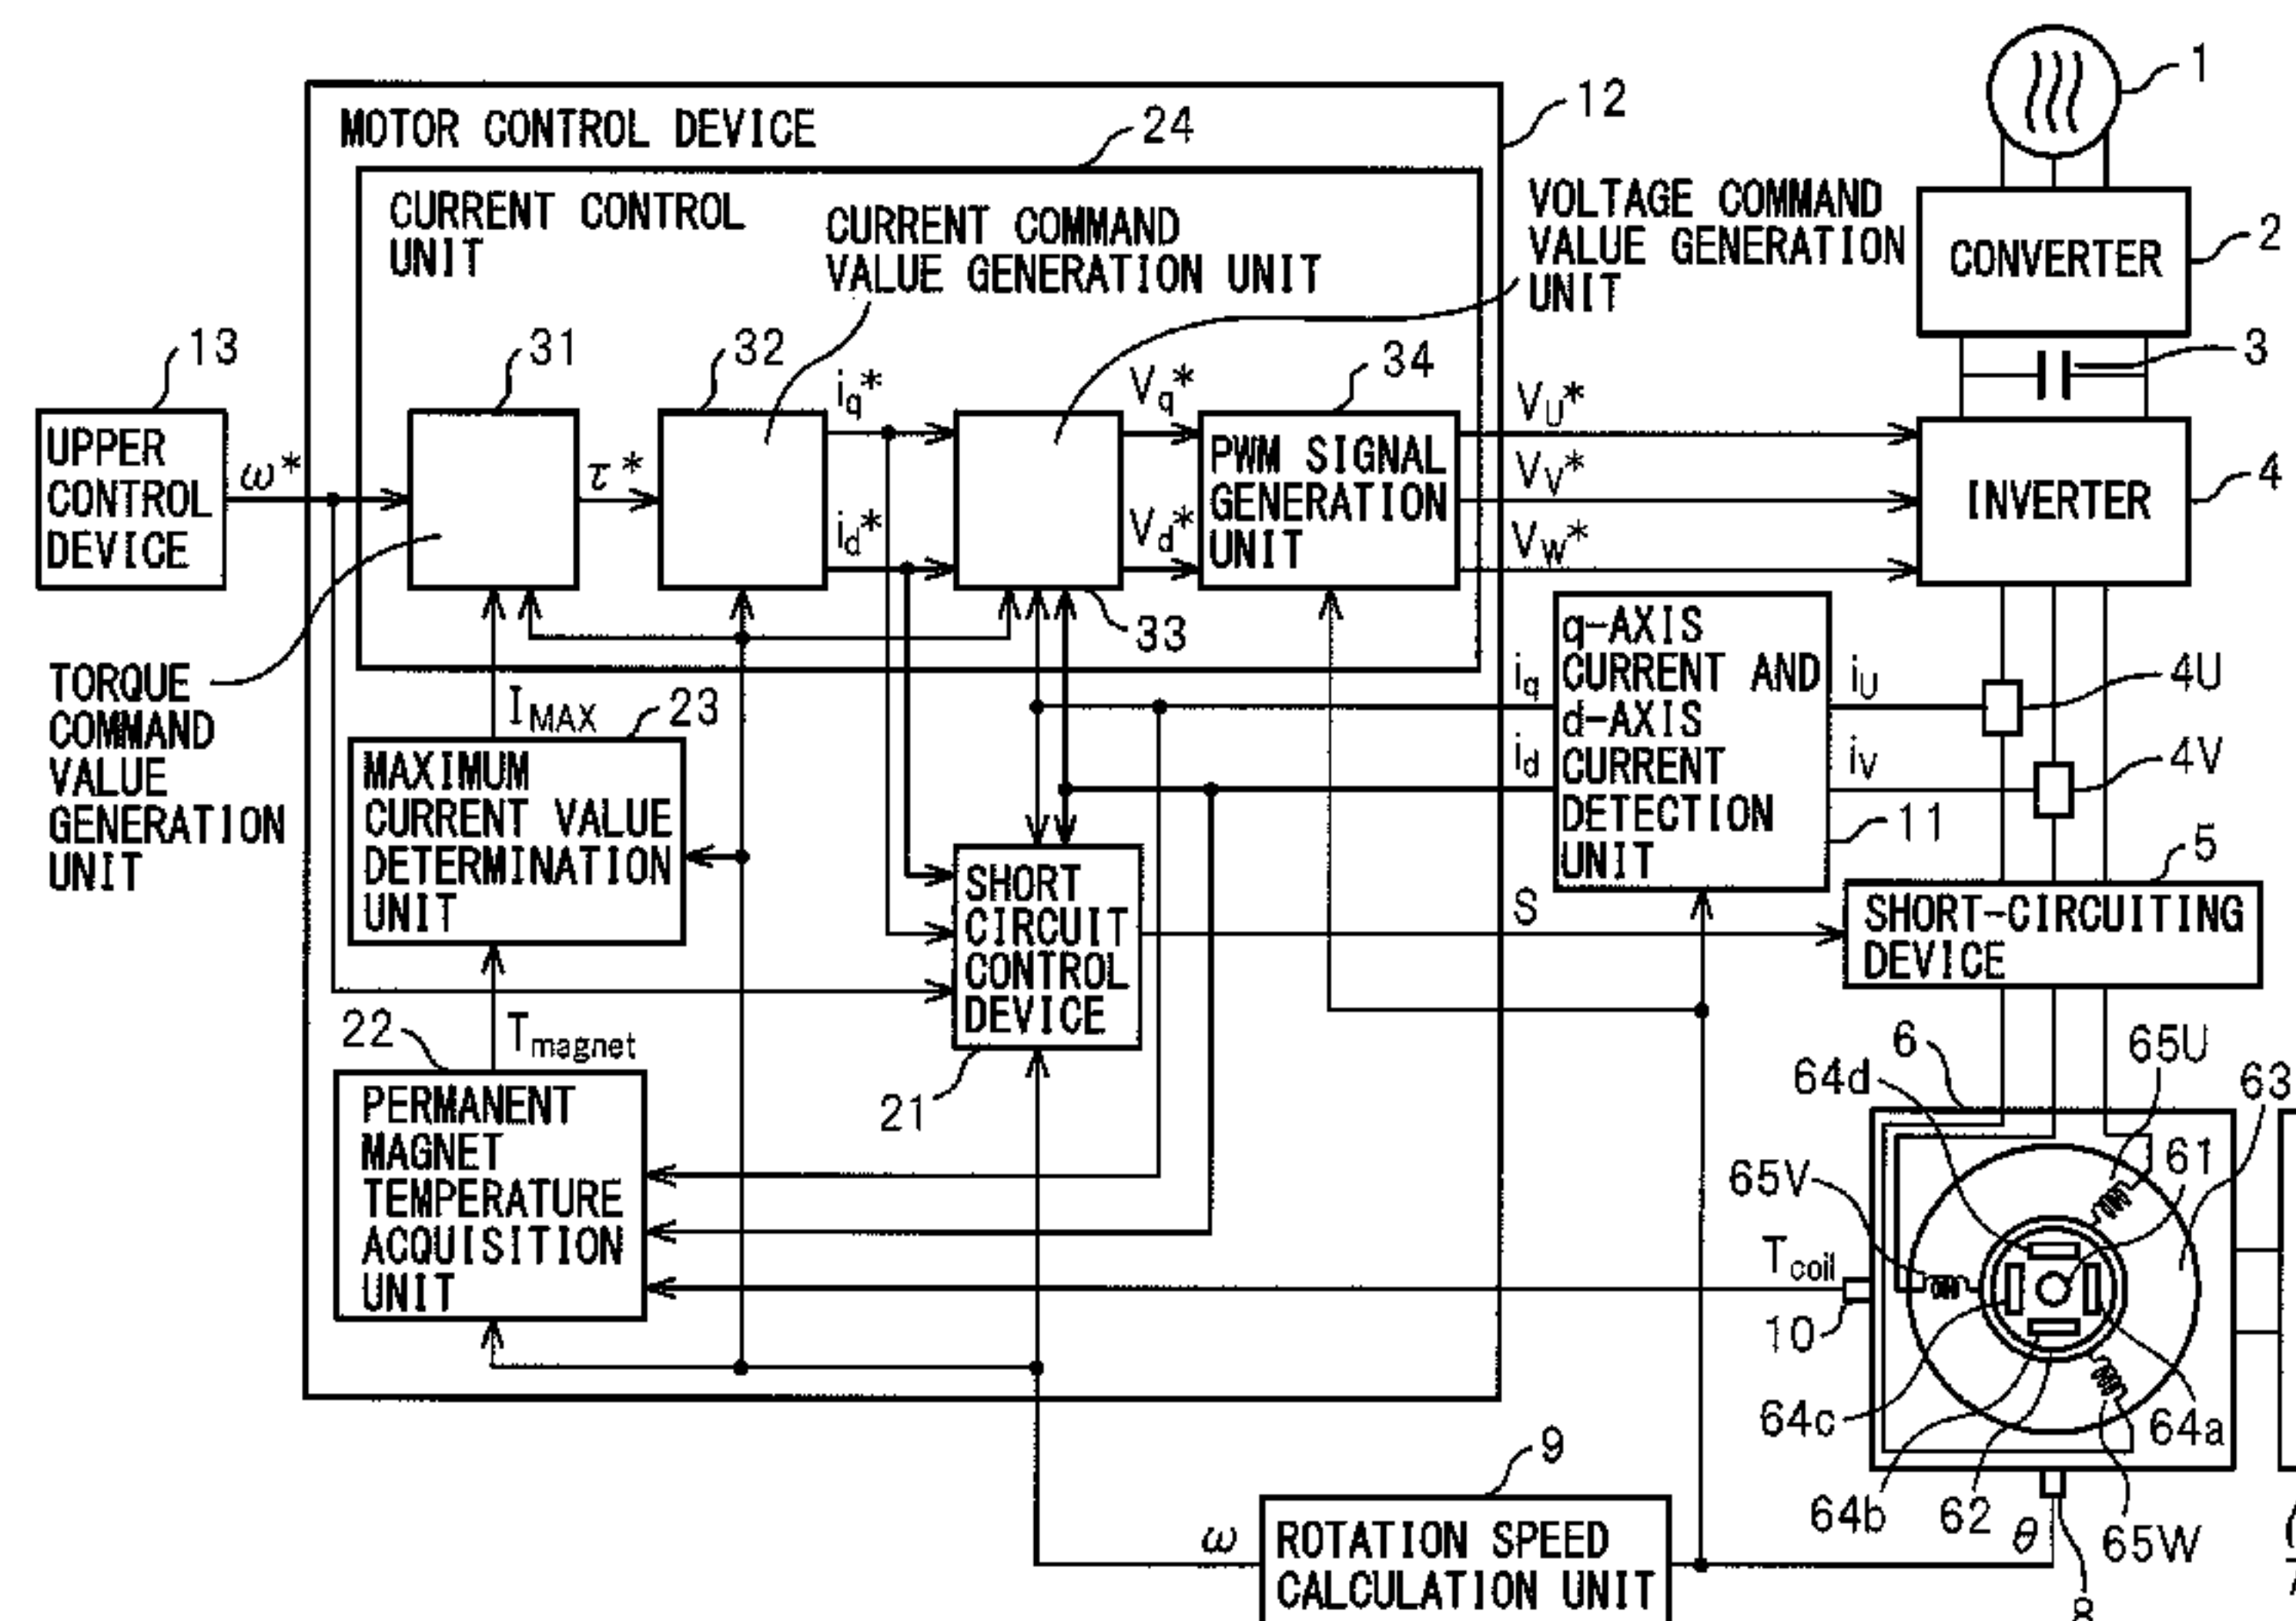 MOTOR CONTROL DEVICE
12
1
24
CURRENT CONTROL
UNIT
CURRENT COMMAND
VALUE GENERATION UNIT
VOLTAGE COMMAND
VALUE GENERATION
UNIT
CONVERTER
2
3
13
31
32
34
UPPER
CONTROL
DEVICE
ω*
τ*
iq*
id*
Vq*
Vd*
PWM SIGNAL
GENERATION
UNIT
VU*
VV*
VW*
INVERTER
4
33
TORQUE
COMMAND
VALUE
GENERATION
UNIT
IMAX
23
MAXIMUM
CURRENT VALUE
DETERMINATION
UNIT
iq
id
q-AXIS
CURRENT AND
d-AXIS
CURRENT
DETECTION
UNIT
iU
iV
4U
4V
11
5
SHORT
CIRCUIT
CONTROL
DEVICE
S
SHORT-CIRCUITING
DEVICE
22
Tmagnet
21
PERMANENT
MAGNET
TEMPERATURE
ACQUISITION
UNIT
6
65U
64d
63
61
65V
Tcoil
10
64c
64a
64b
62
65W
θ
8
9
ω
ROTATION SPEED
CALCULATION UNIT